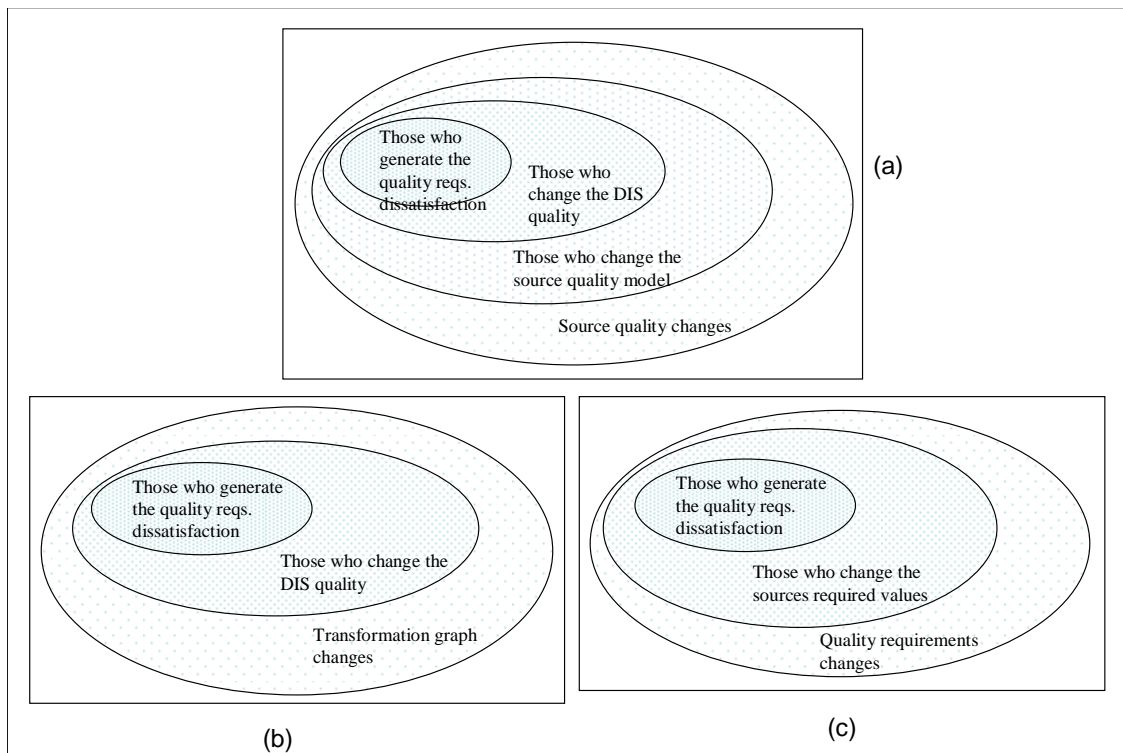 Those who
generate the
quality reqs.
dissatisfaction
Those who
change the DIS
quality
Those who change the
source quality model
Source quality changes
(a)
Those who generate
the quality reqs.
dissatisfaction
Those who change the
DIS quality
Transformation graph
changes
(b)
Those who generate
the quality reqs.
dissatisfaction
Those who change the
sources required values
Quality requirements
changes
(c)